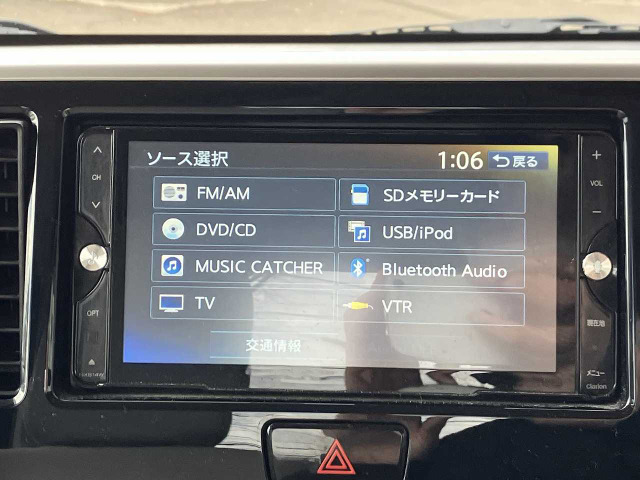 ソース選択
1:06
戻る
FM/AM
SDメモリーカード
DVD/CD
USB/iPod
MUSIC CATCHER
Bluetooth Audio
TV
VTR
交通情報
CH
OPT
VOL
現在地
メニュー
Clarion